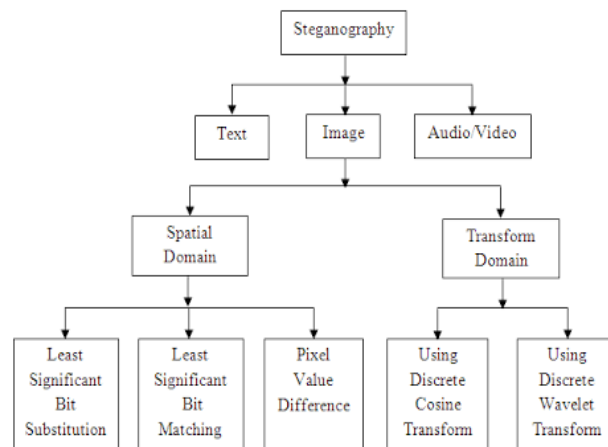 Steganography
Text
Image
Audio/Video
Spatial
Domain
Transform
Domain
Least
Significant
Bit
Substitution
Least
Significant
Bit
Matching
Pixel
Value
Difference
Using
Discrete
Cosine
Transform
Using
Discrete
Wavelet
Transform